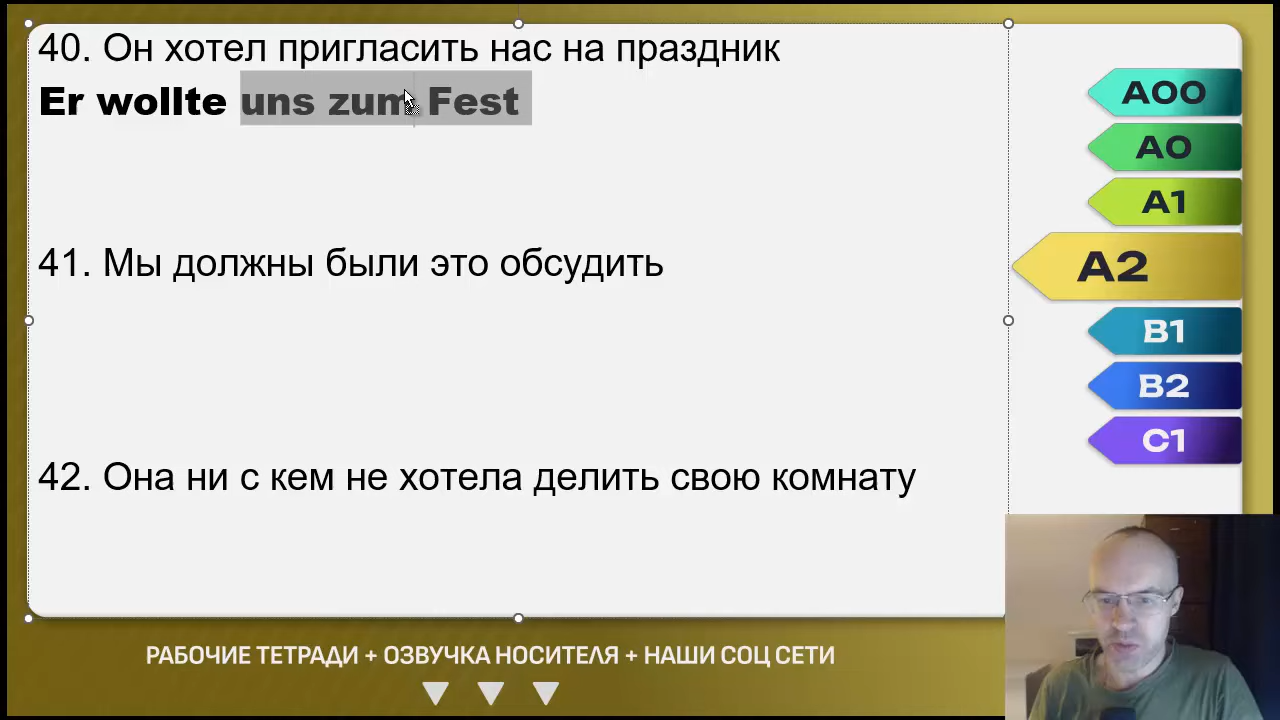 40. Он хотел пригласить нас на праздник
Er wollte uns zum Fest
41. Мы должны были это обсудить
42. Она ни с кем не хотела делить свою комнату
A00
A0
A1
A2
B1
B2
C1
РАБОЧИЕ ТЕТРАДИ + ОЗВУЧКА НОСИТЕЛЯ + НАШИ СОЦ СЕТИ